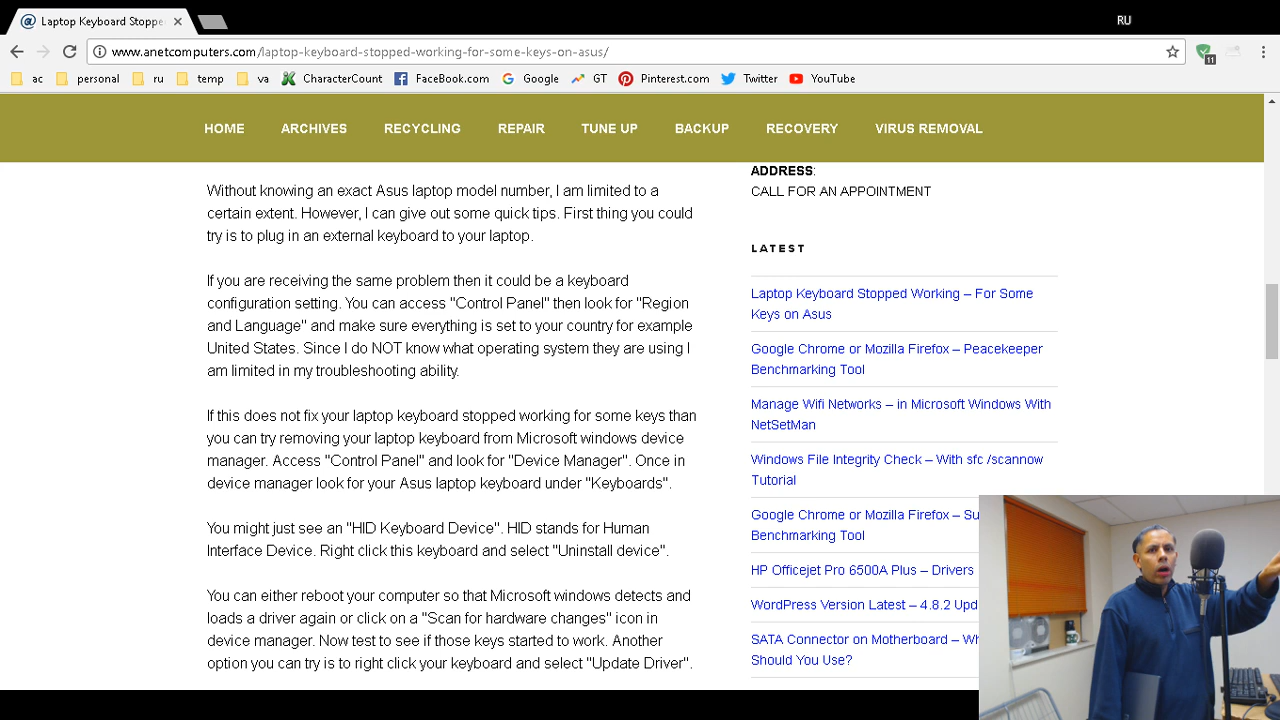 RU
Laptop Keyboard Stoppe
www.anetcomputers.com/laptop-keyboard-stopped-working-for-some-keys-on-asus/
11
ac personal ru temp va CharacterCount FaceBook.com Google GT Pinterest.com Twitter YouTube
HOME ARCHIVES RECYCLING REPAIR TUNE UP BACKUP RECOVERY VIRUS REMOVAL
Without knowing an exact Asus laptop model number, I am limited to a
certain extent. However, I can give out some quick tips. First thing you could
try is to plug in an external keyboard to your laptop.
If you are receiving the same problem then it could be a keyboard
configuration setting. You can access "Control Panel" then look for "Region
and Language" and make sure everything is set to your country for example
United States. Since I do NOT know what operating system they are using I
am limited in my troubleshooting ability.
If this does not fix your laptop keyboard stopped working for some keys than
you can try removing your laptop keyboard from Microsoft windows device
manager. Access "Control Panel" and look for "Device Manager". Once in
device manager look for your Asus laptop keyboard under "Keyboards".
You might just see an "HID Keyboard Device". HID stands for Human
Interface Device. Right click this keyboard and select "Uninstall device".
You can either reboot your computer so that Microsoft windows detects and
loads a driver again or click on a "Scan for hardware changes" icon in
device manager. Now test to see if those keys started to work. Another
option you can try is to right click your keyboard and select "Update Driver".
ADDRESS:
CALL FOR AN APPOINTMENT
LATEST
Laptop Keyboard Stopped Working – For Some
Keys on Asus
Google Chrome or Mozilla Firefox – Peacekeeper
Benchmarking Tool
Manage Wifi Networks – in Microsoft Windows With
NetSetMan
Windows File Integrity Check – With sfc /scannow
Tutorial
Google Chrome or Mozilla Firefox – Su
Benchmarking Tool
HP Officejet Pro 6500A Plus – Drivers
WordPress Version Latest – 4.8.2 Upd
SATA Connector on Motherboard – Wh
Should You Use?